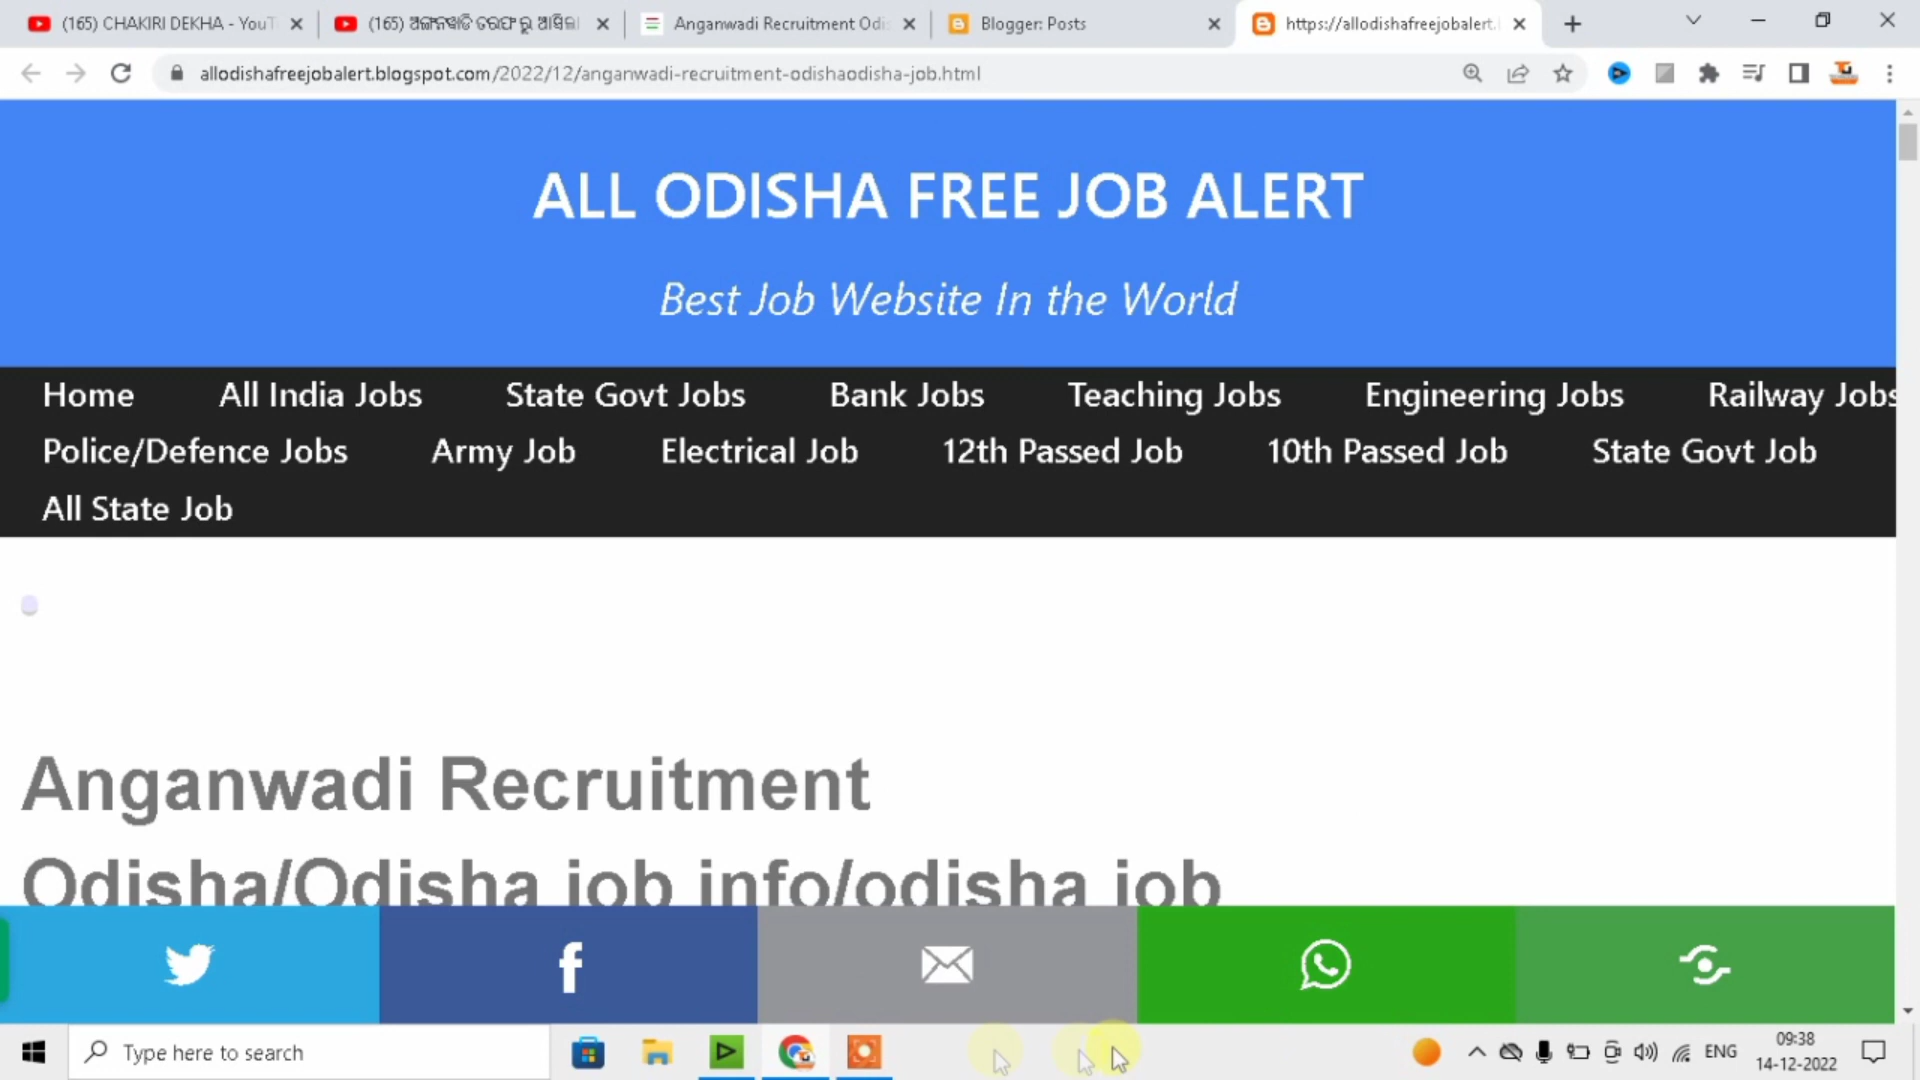 (165) CHAKIRI DEKHA - YouT
(165)
Anganwadi Recruitment Odi
Blogger: Posts
https://allodishafreejobalert.
allodishafreejobalert.blogspot.com/2022/12/anganwadi-recruitment-odishaodisha-job.html
ALL ODISHA FREE JOB ALERT
Best Job Website In the World
Home All India Jobs State Govt Jobs Bank Jobs Teaching Jobs Engineering Jobs Railway Jobs
Police/Defence Jobs Army Job Electrical Job 12th Passed Job 10th Passed Job State Govt Job
All State Job
Anganwadi Recruitment
Odisha/Odisha job info/odisha job
Type here to search
ENG
09:38
14-12-2022